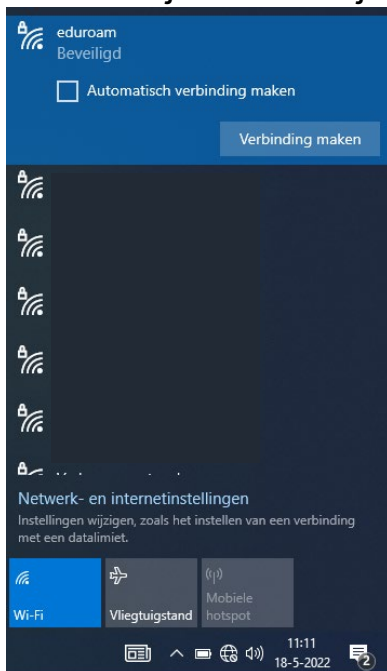 eduroam
Beveiligd
Automatisch verbinding maken
Verbinding maken
Netwerk- en internetinstellingen
Instellingen wijzigen, zoals het instellen van een verbinding
met een datalimiet.
Wi-Fi
Vliegtuigstand
Mobiele
hotspot
11:11
18-5-2022
2